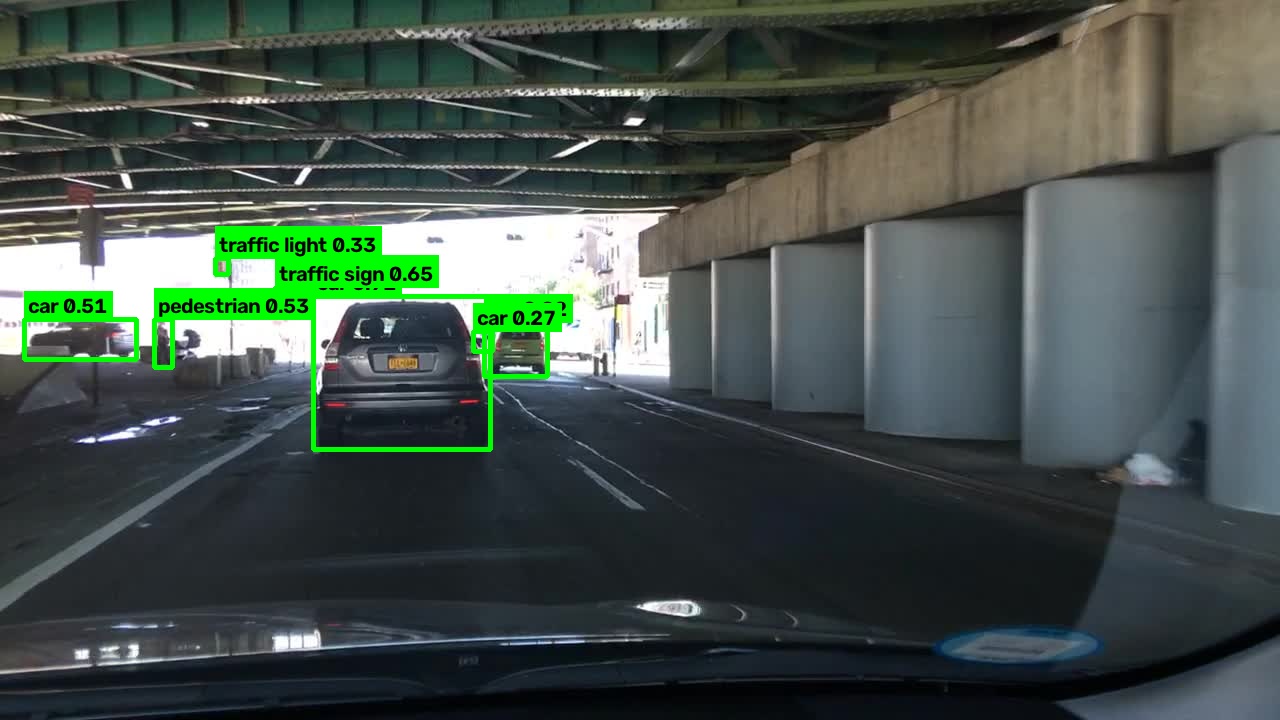 traffic light 0.33
traffic sign 0.65
car 0.51
pedestrian 0.53
car 0.27